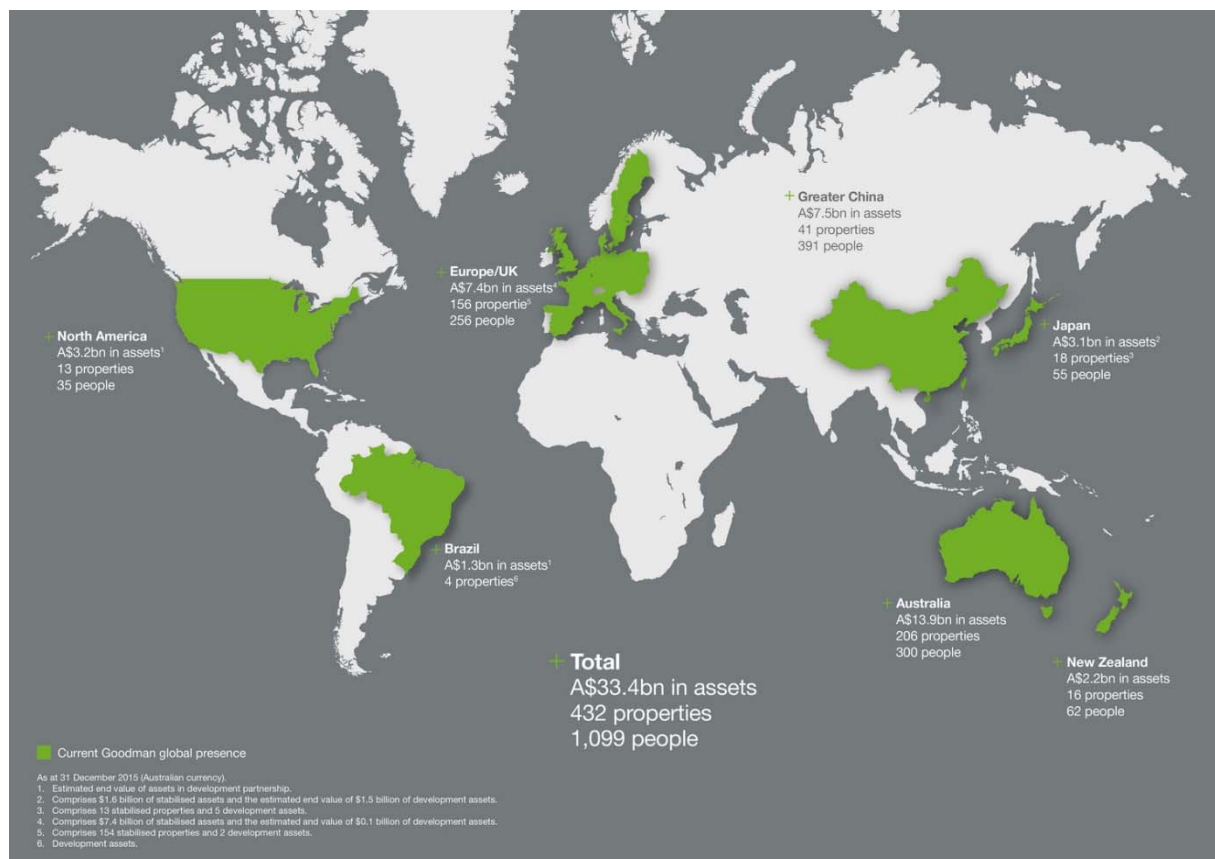 + Greater China
A$7.5bn in assets
41 properties
391 people
+ Europe/UK
A$7.4bn in assets⁴
156 propertie⁵
256 people
+ North America
A$3.2bn in assets¹
13 properties
35 people
+ Japan
A$3.1bn in assets²
18 properties³
55 people
+ Brazil
A$1.3bn in assets¹
4 properties⁶
+ Australia
A$13.9bn in assets
206 properties
300 people
+ New Zealand
A$2.2bn in assets
16 properties
62 people
+ Total
A$33.4bn in assets
432 properties
1,099 people
Current Goodman global presence
As at 31 December 2015 (Australian currency).
1. Estimated end value of assets in development partnership.
2. Comprises $1.6 billion of stabilised assets and the estimated end value of $1.5 billion of development assets.
3. Comprises 13 stabilised properties and 5 development assets.
4. Comprises $7.4 billion of stabilised assets and the estimated end value of $0.1 billion of development assets.
5. Comprises 154 stabilised properties and 2 development assets.
6. Development assets.